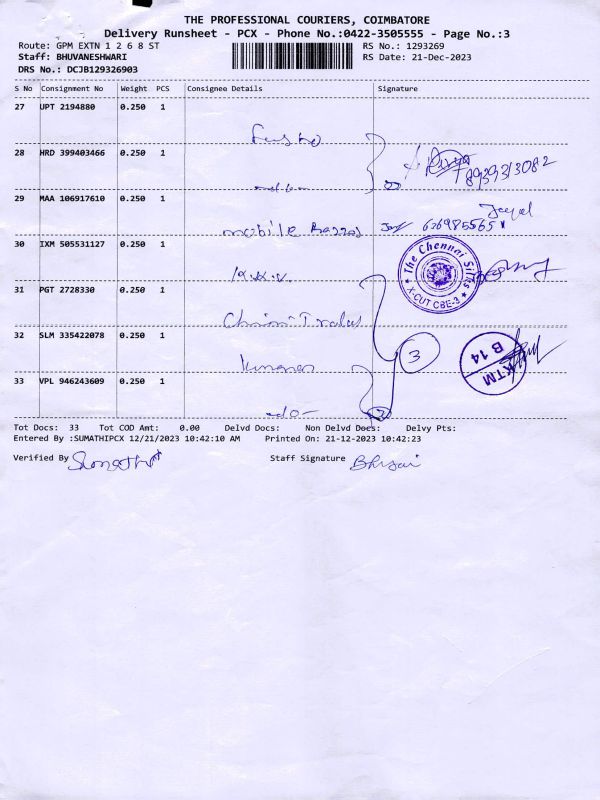 THE PROFESSIONAL COURIERS, COIMBATORE
Delivery Runsheet - PCX - Phone No.:0422-3505555 - Page No.:3
Route: GPM EXTN 1 2 6 8 ST RS No.: 1293269
Staff: BHUVANESHWARI RS Date: 21-Dec-2023
DRS No.: DCJB129326903
S No Consignment No Weight PCS Consignee Details Signature
27 UPT 2194880 0.250 1
28 HRD 399403466 0.250 1
8939313082
29 MAA 106917610 0.250 1
mobile
30 IXM 505531127 0.250 1
The Chennai Silks
X-CUT CBE-3
31 PGT 2728330 0.250 1
32 SLM 335422078 0.250 1
3
KTM
B 14
33 VPL 946243609 0.250 1
Tot Docs: 33 Tot COD Amt: 0.00 Delvd Docs: Non Delvd Docs: Delvy Pts:
Entered By :SUMATHIPCX 12/21/2023 10:42:10 AM Printed On: 21-12-2023 10:42:23
Verified By Staff Signature